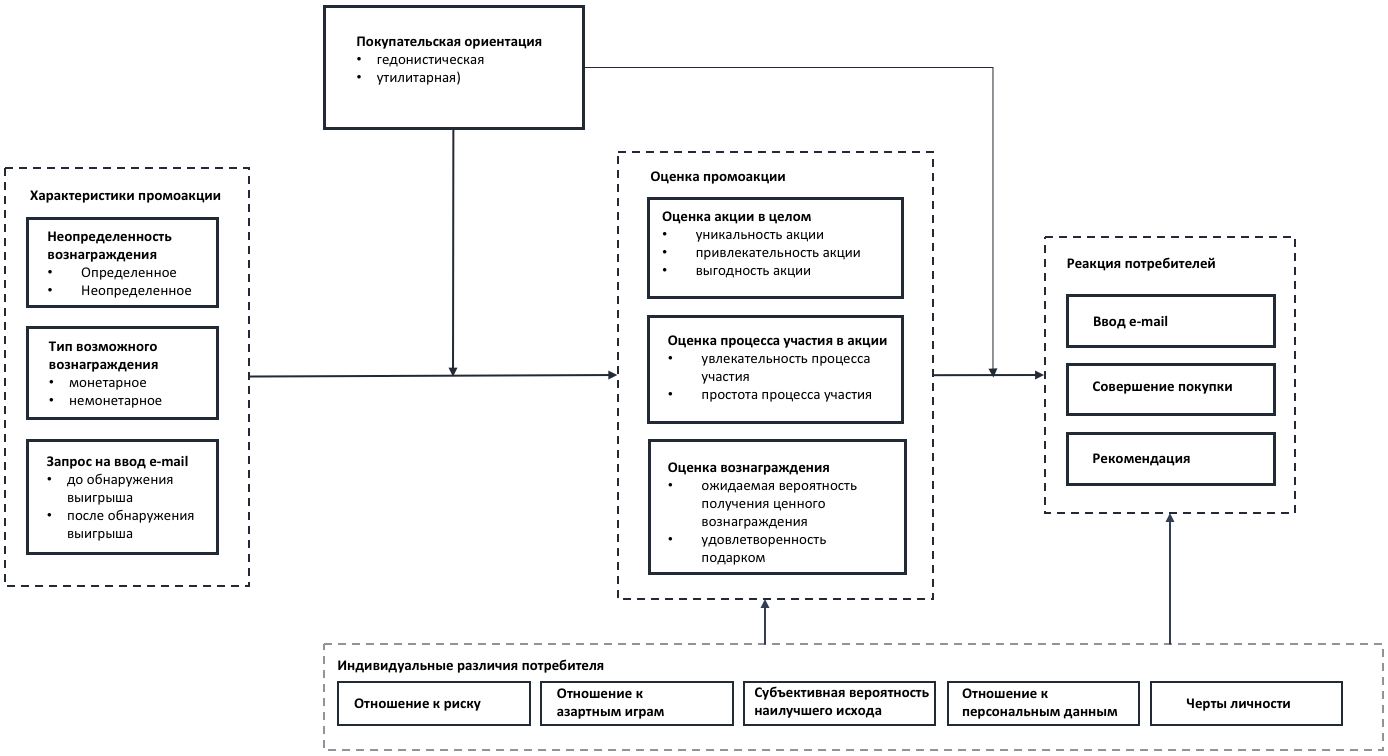 Покупательская ориентация
• гедонистическая
• утилитарная)
Характеристики промоакции
Неопределенность
вознаграждения
• Определенное
• Неопределенное
Тип возможного
вознаграждения
• монетарное
• немонетарное
Запрос на ввод e-mail
• до обнаружения
выигрыша
• после обнаружения
выигрыша
Оценка промоакции
Оценка акции в целом
• уникальность акции
• привлекательность акции
• выгодность акции
Оценка процесса участия в акции
• увлекательность процесса
участия
• простота процесса участия
Оценка вознаграждения
• ожидаемая вероятность
получения ценного
вознаграждения
• удовлетворенность
подарком
Реакция потребителей
Ввод e-mail
Совершение покупки
Рекомендация
Индивидуальные различия потребителя
Отношение к риску
Отношение к
азартным играм
Субъективная вероятность
наилучшего исхода
Отношение к
персональным данным
Черты личности